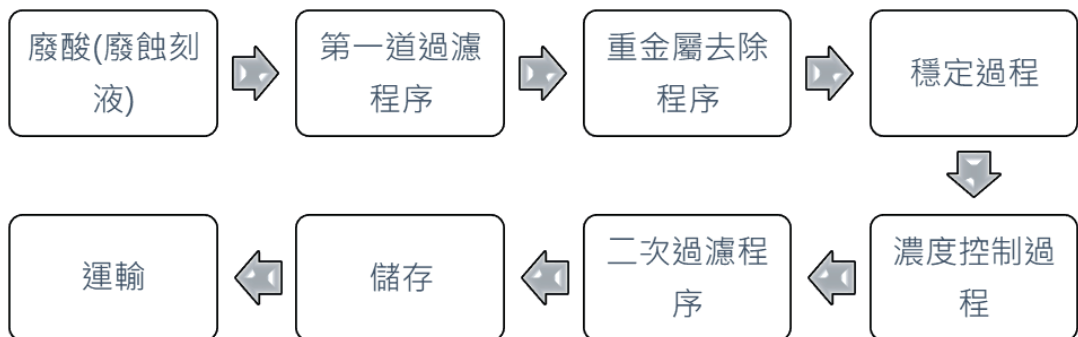 廢酸(廢蝕刻
液)
第一道過濾
程序
重金屬去除
程序
穩定過程
濃度控制過
程
二次過濾程
序
儲存
運輸